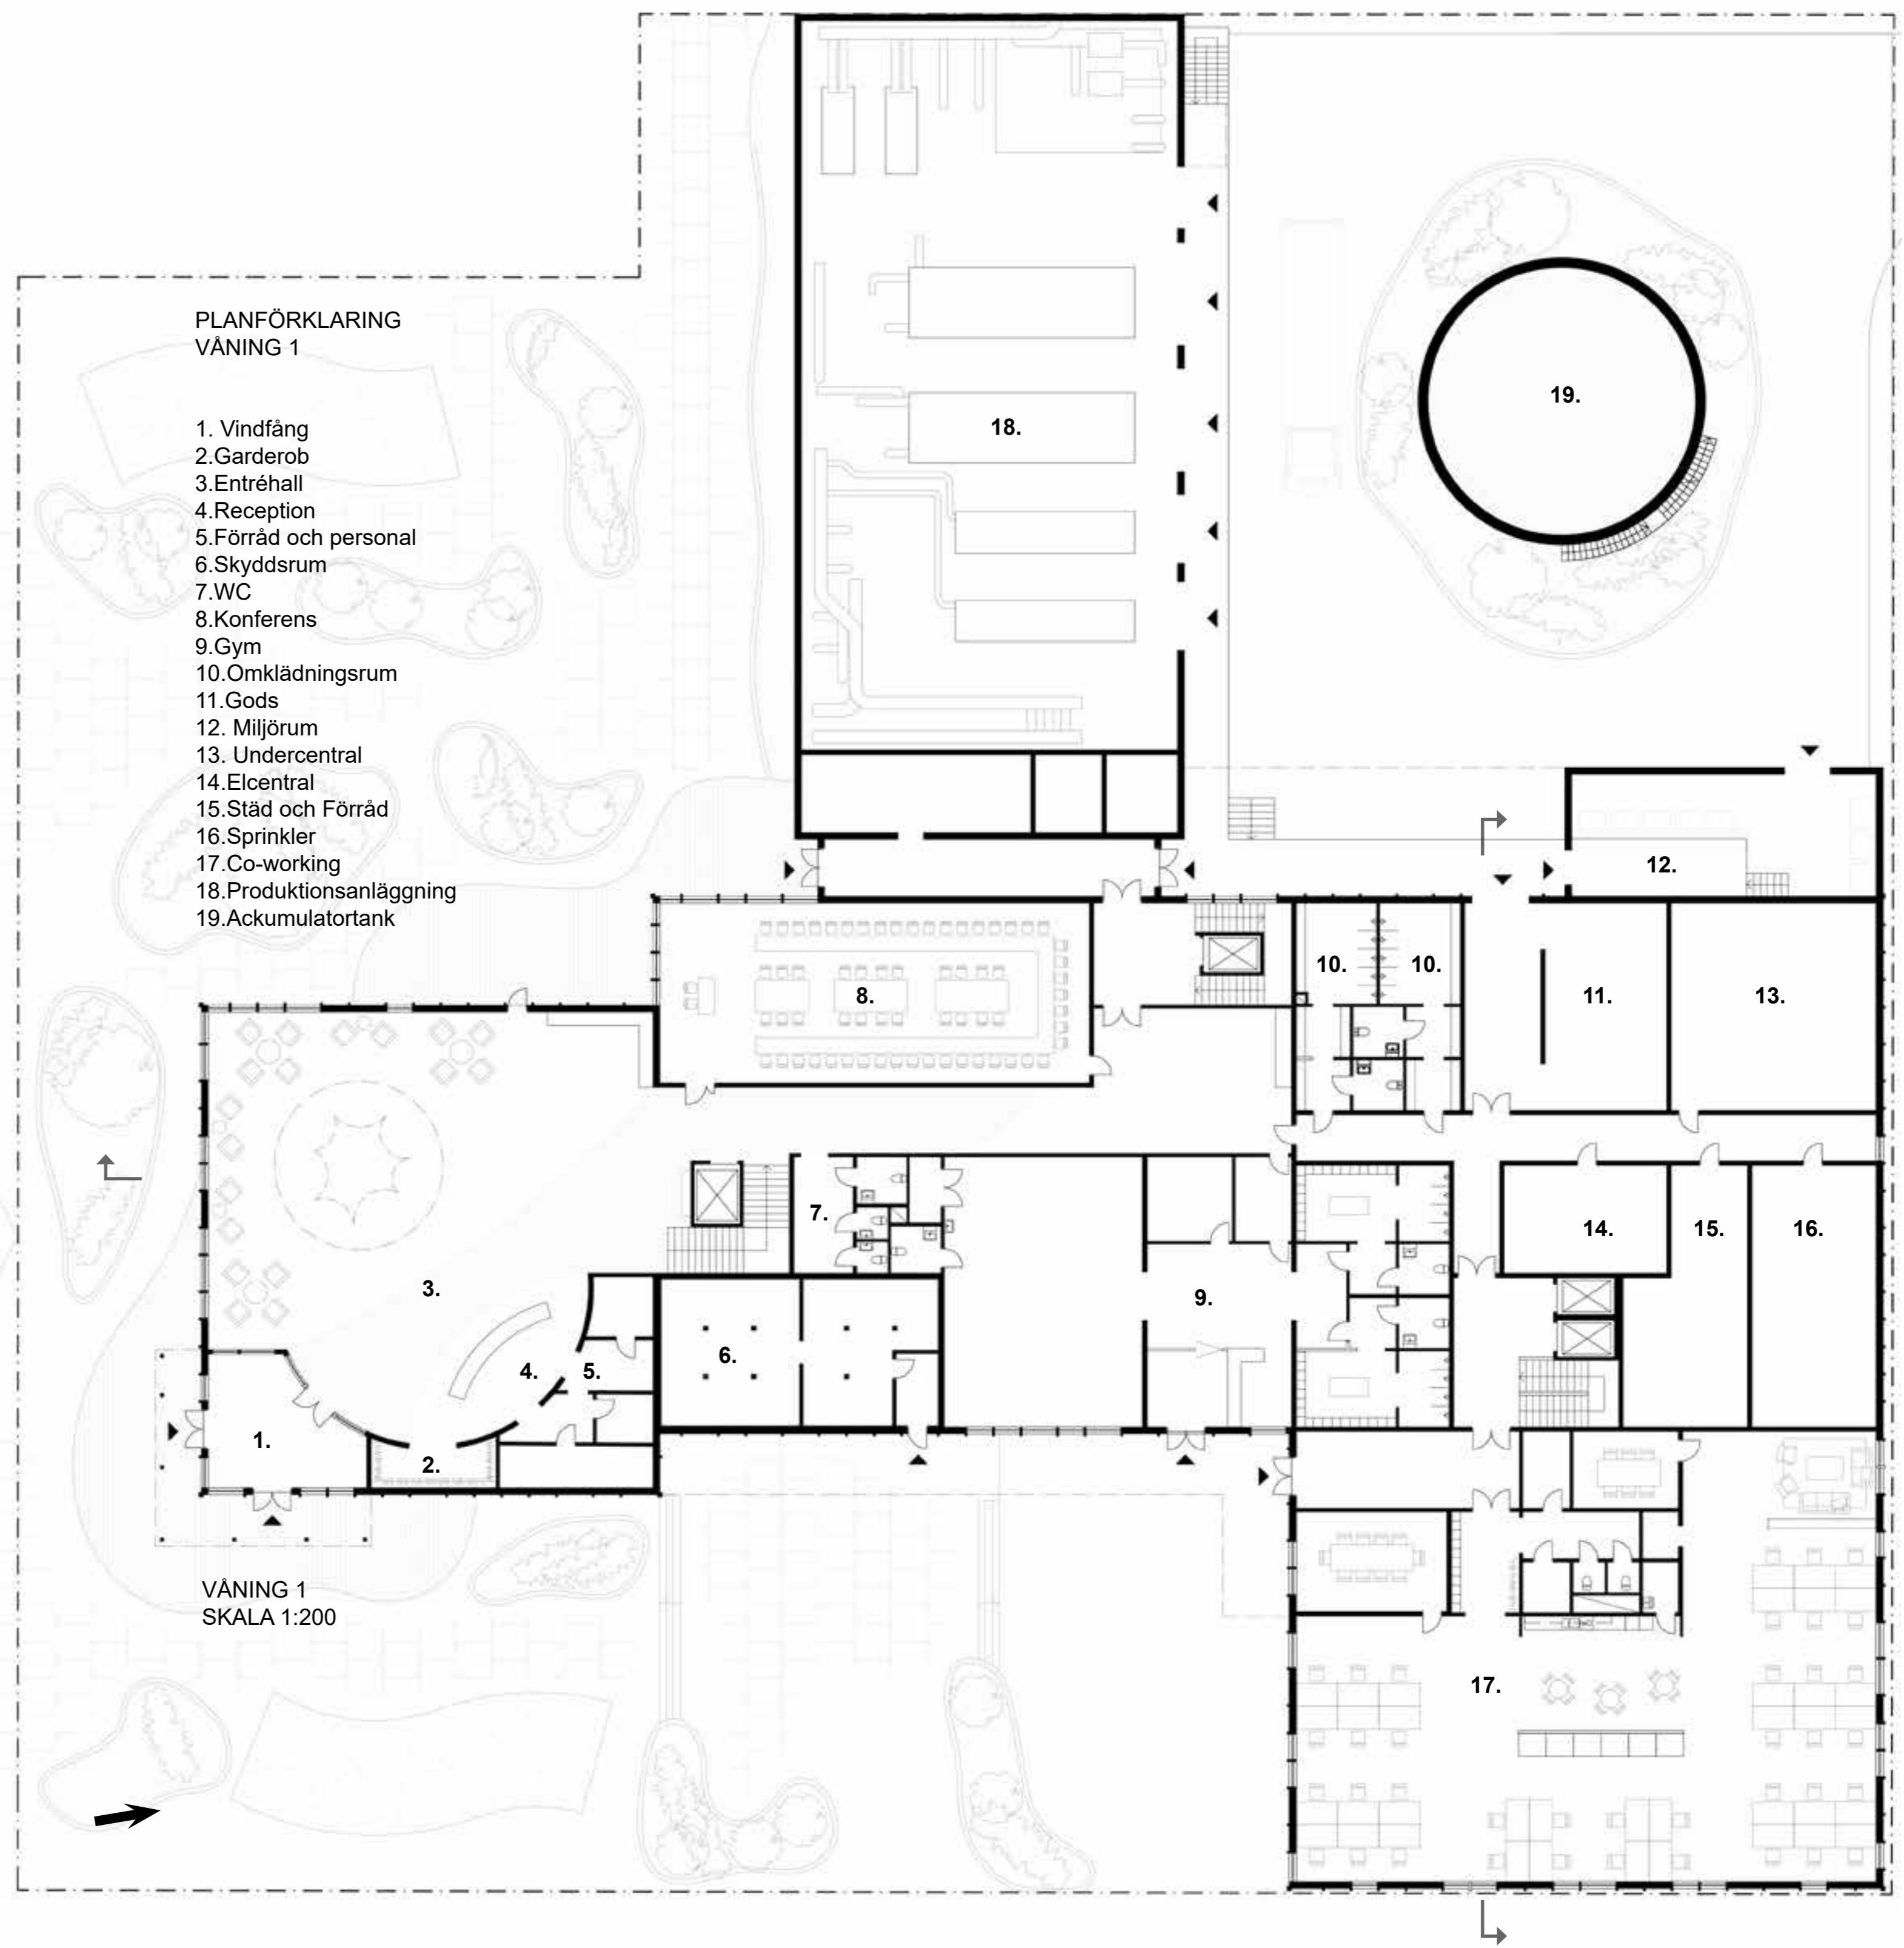 PLANFÖRKLARING
VÅNING 1
1. Vindfång
2.Garderob
3.Entréhall
4.Reception
5.Förråd och personal
6.Skyddsrum
7.WC
8.Konferens
9.Gym
10.Omklädningsrum
11.Gods
12. Miljörum
13. Undercentral
14.Elcentral
15.Städ och Förråd
16.Sprinkler
17.Co-working
18.Produktionsanläggning
19.Ackumulatortank
19.
18.
12.
10.
10.
8.
11.
13.
7.
14.
15.
16.
3.
9.
6.
4.
5.
1.
2.
VÅNING 1
SKALA 1:200
17.